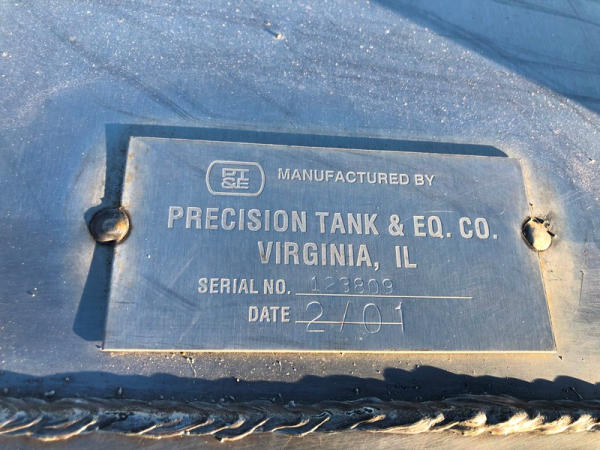 PT
&E
MANUFACTURED BY
PRECISION TANK & EQ. CO.
VIRGINIA, IL
SERIAL NO. 123809
DATE 2/01